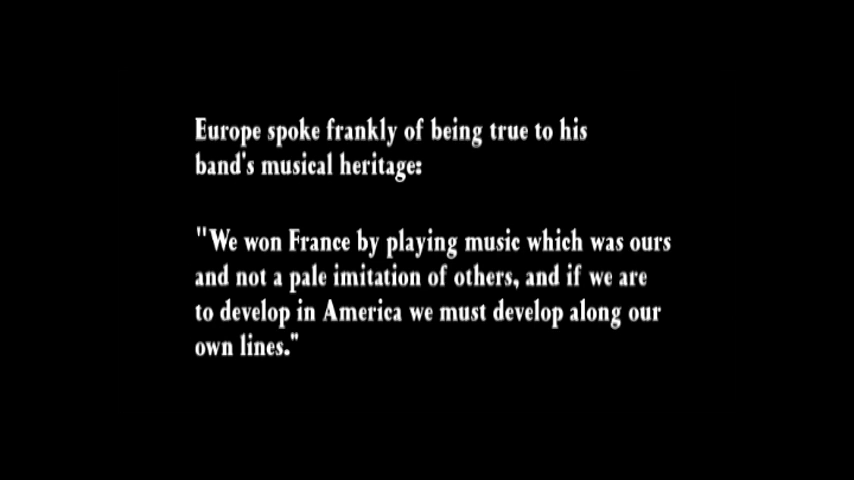 Europe spoke frankly of being true to his
band's musical heritage:
"We won France by playing music which was ours
and not a pale imitation of others, and if we are
to develop in America we must develop along our
own lines."